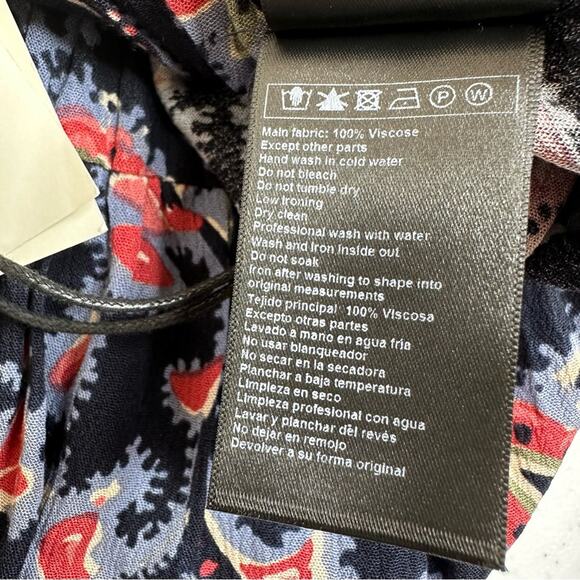 P W
Main fabric: 100% Viscose
Except other parts
Hand wash in cold water
Do not bleach
Do not tumble dry
Low Ironing
Dry clean
Professional wash with water
Wash and Iron inside out
Do not soak
Iron after washing to shape into
original measurements
Tejido principal: 100% Viscosa
Excepto otras partes
Lavado a mano en agua fría
No usar blanqueador
No secar en la secadora
Planchar a baja temperatura
Limpieza en seco
Limpieza profesional con agua
Lavar y planchar del revés
No dejar en remojo
Devolver a su forma original